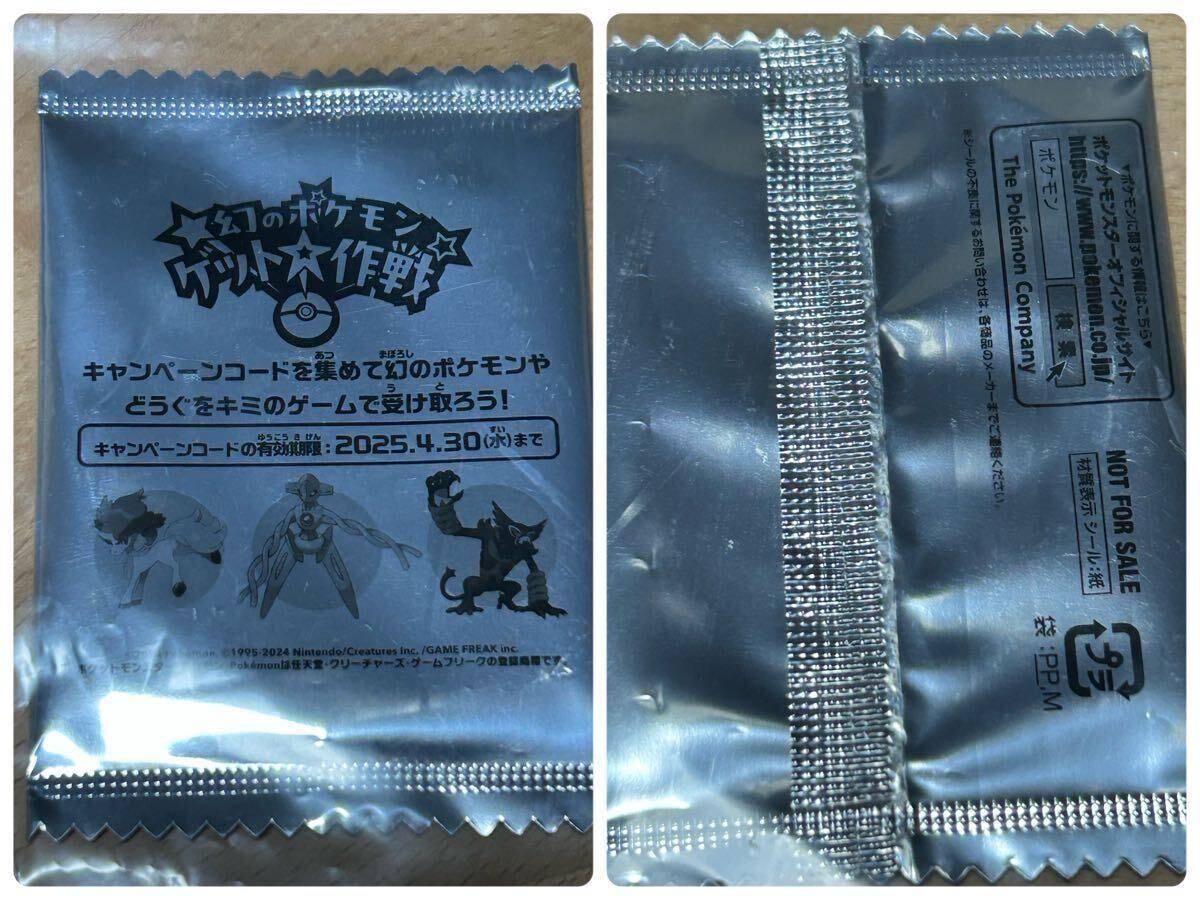 幻のポケモン
ゲット☆作戦
キャンペーンコードを集めて幻のポケモンや
どうぐをキミのゲームで受け取ろう!
キャンペーンコードの有効期限:2025.4.30(水)まで
©1995-2024 Nintendo/Creatures Inc. /GAME FREAK inc.
ポケットモンスター Pokémonは任天堂・クリーチャーズ・ゲームフリークの登録商標です
▼ポケモンに関する情報はこちら▼
ポケットモンスターオフィシャルサイト
https://www.pokemon.co.jp/
ポケモン 検索
The Pokémon Company
※シールの不良に関するお問い合わせは、各商品のメーカーまでご連絡ください。
NOT FOR SALE
材質表示 シール:紙
プラ
袋:PP,M